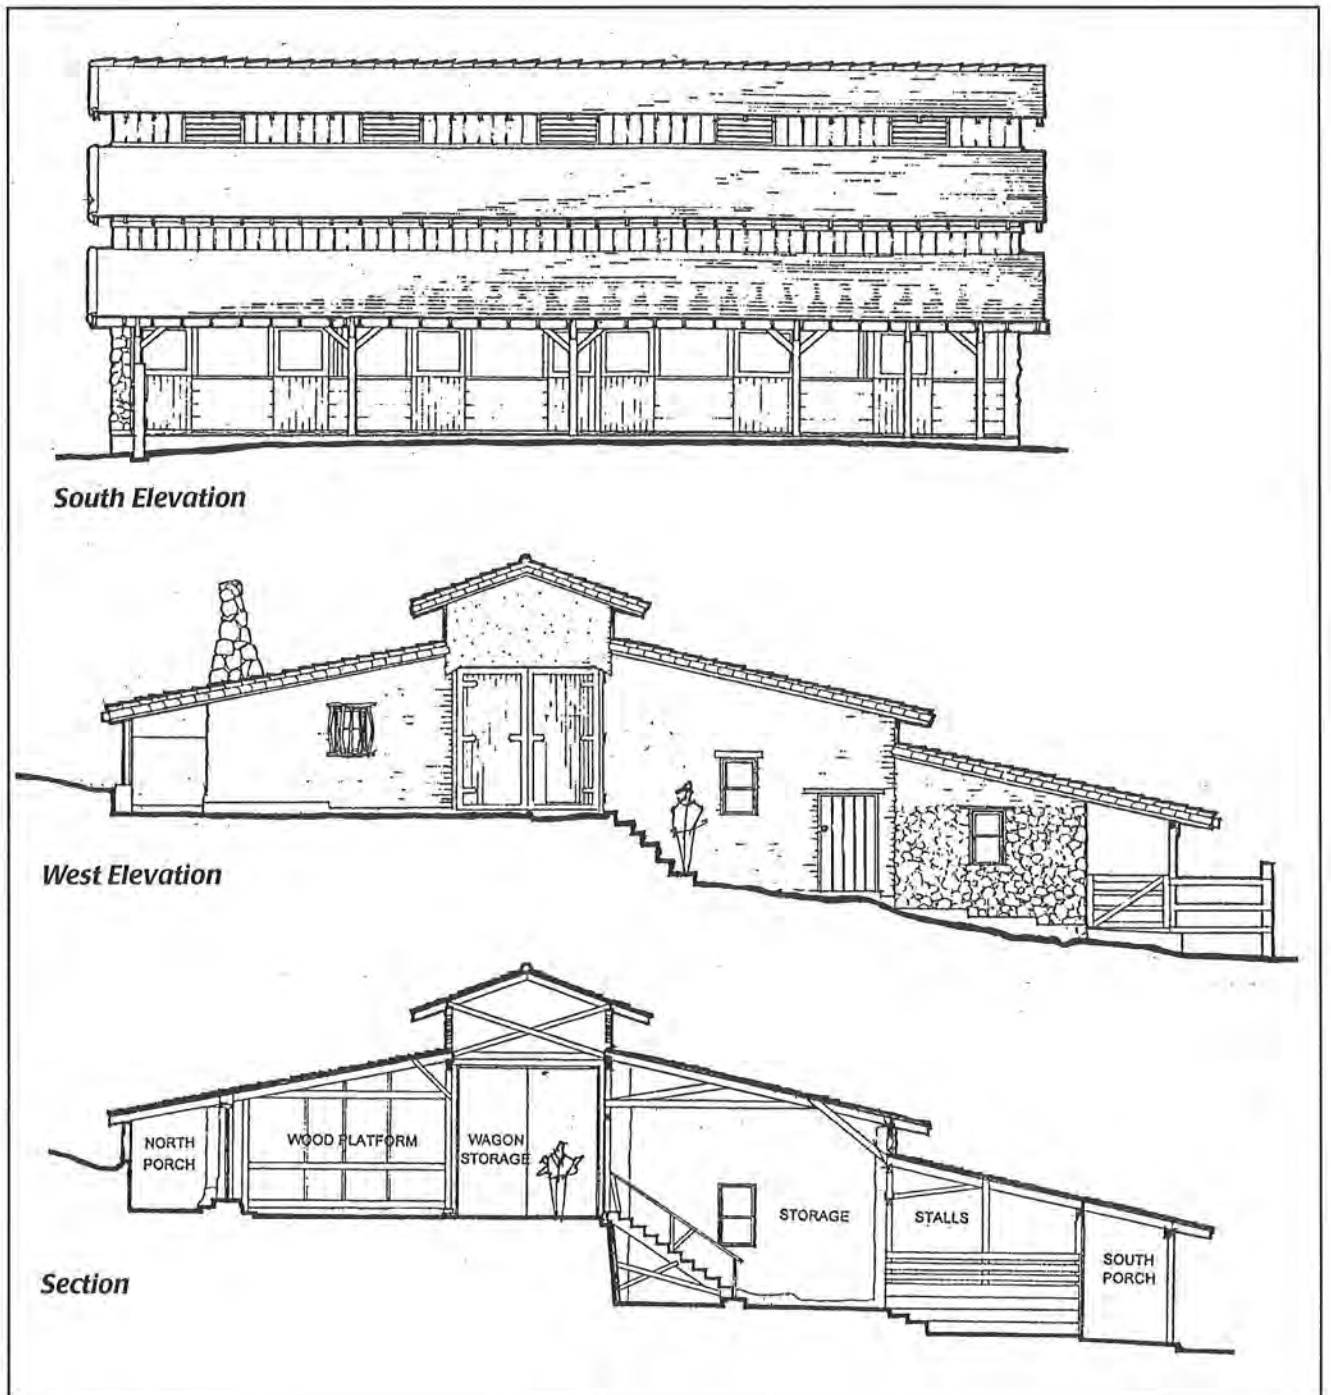 South Elevation
West Elevation
NORTH
PORCH
WOOD PLATFORM
WAGON
STORAGE
STORAGE
STALLS
SOUTH
PORCH
Section